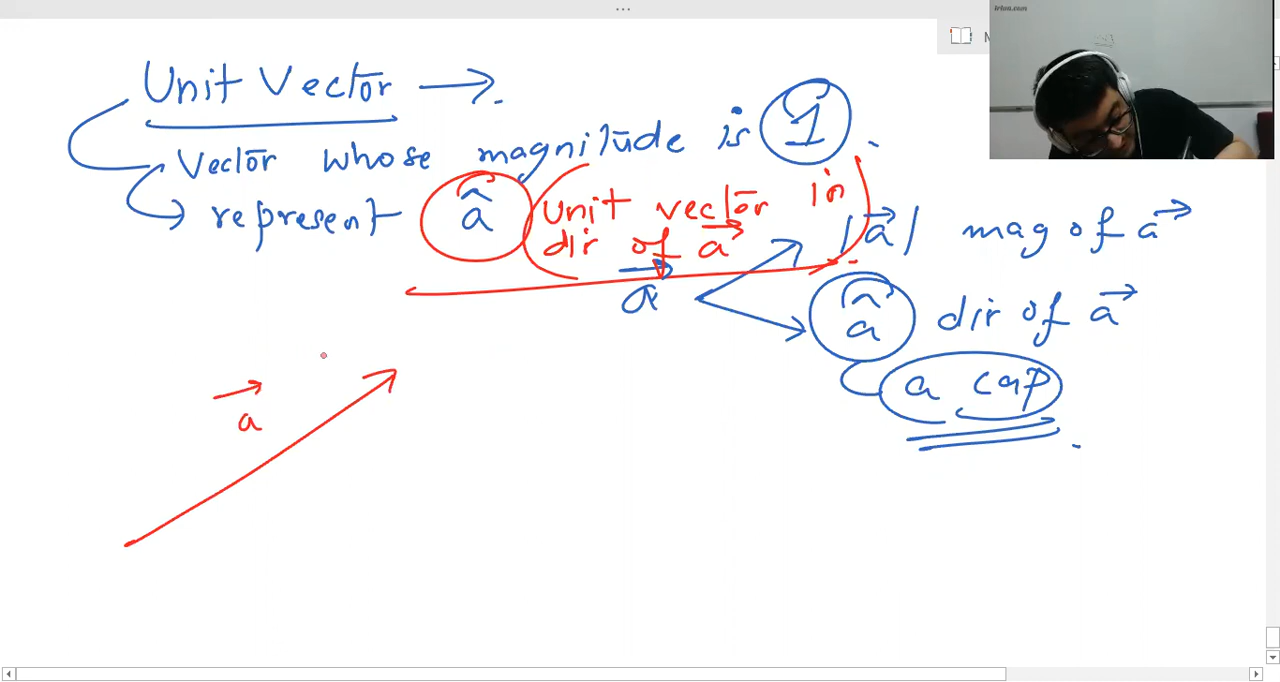 Unit Vector →
Vector whose magnitude is 1.
represent â (Unit vector in
dir of a⃗)
a⃗
|a⃗| mag of a⃗
â dir of a⃗
a cap
a⃗